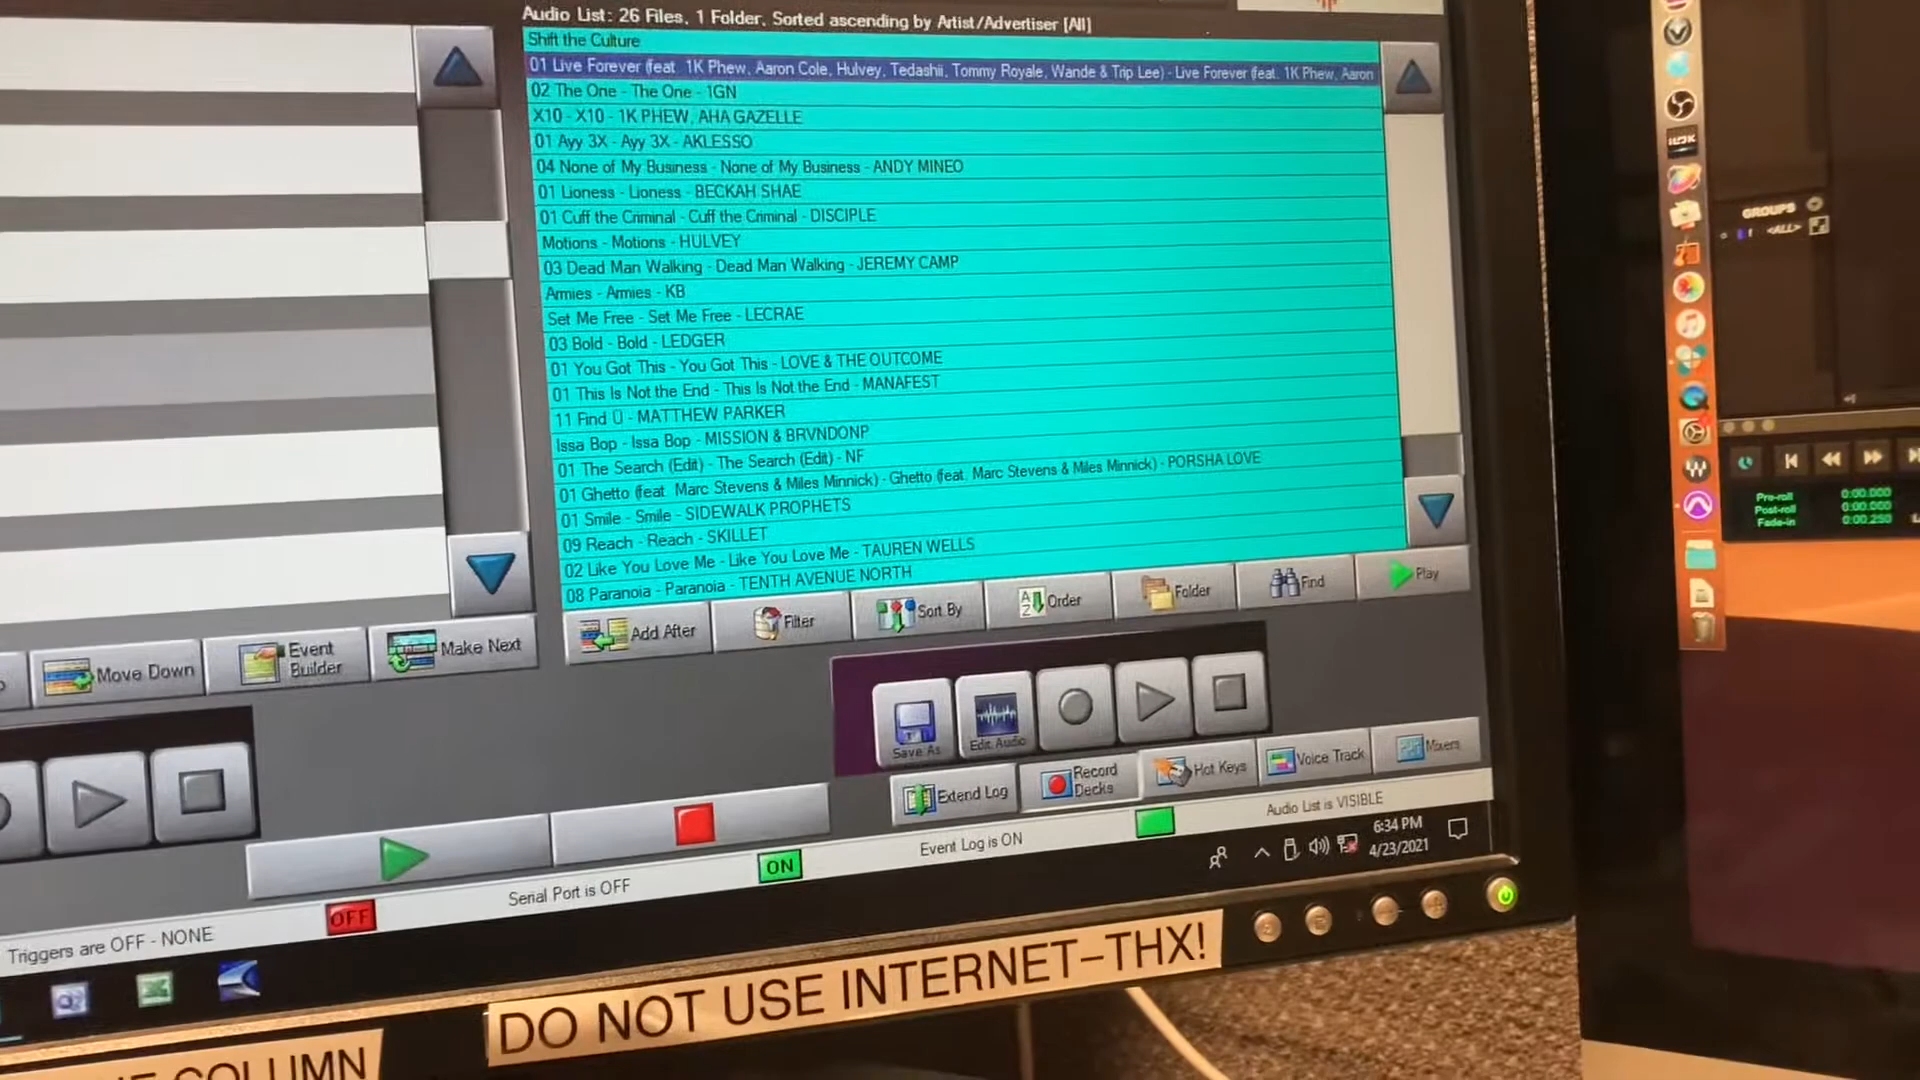 Audio List: 26 Files, 1 Folder, Sorted ascending by Artist/Advertiser [All]
Shift the Culture
01 Live Forever (feat. 1K Phew, Aaron Cole, Hulvey, Tedashii, Tommy Royale, Wande & Trip Lee) - Live Forever (feat. 1K Phew, Aaron
02 The One - The One - 1GN
X10 - X10 - 1K PHEW, AHA GAZELLE
01 Ayy 3X - Ayy 3X - AKLESSO
04 None of My Business - None of My Business - ANDY MINEO
01 Lioness - Lioness - BECKAH SHAE
01 Cuff the Criminal - Cuff the Criminal - DISCIPLE
Motions - Motions - HULVEY
03 Dead Man Walking - Dead Man Walking - JEREMY CAMP
Armies - Armies - KB
Set Me Free - Set Me Free - LECRAE
03 Bold - Bold - LEDGER
01 You Got This - You Got This - LOVE & THE OUTCOME
01 This Is Not the End - This Is Not the End - MANAFEST
11 Find U - MATTHEW PARKER
Issa Bop - Issa Bop - MISSION & BRVNDONP
01 The Search (Edit) - The Search (Edit) - NF
01 Ghetto (feat. Marc Stevens & Miles Minnick) - Ghetto (feat. Marc Stevens & Miles Minnick) - PORSHA LOVE
01 Smile - Smile - SIDEWALK PROPHETS
09 Reach - Reach - SKILLET
02 Like You Love Me - Like You Love Me - TAUREN WELLS
08 Paranoia - Paranoia - TENTH AVENUE NORTH
Add After
Filter
Sort By
Order
Folder
Find
Play
Move Down
Event Builder
Make Next
Save As
Edit Audio
Extend Log
Record Decks
Hot Keys
Voice Track
Mixers
Triggers are OFF - NONE
OFF
Serial Port is OFF
ON
Event Log is ON
Audio List is VISIBLE
6:34 PM
4/23/2021
DO NOT USE INTERNET-THX!
COLUMN
GROUPS
<ALL>
Pre-roll 0:00.000
Post-roll 0:00.000
Fade-in 0:00.250